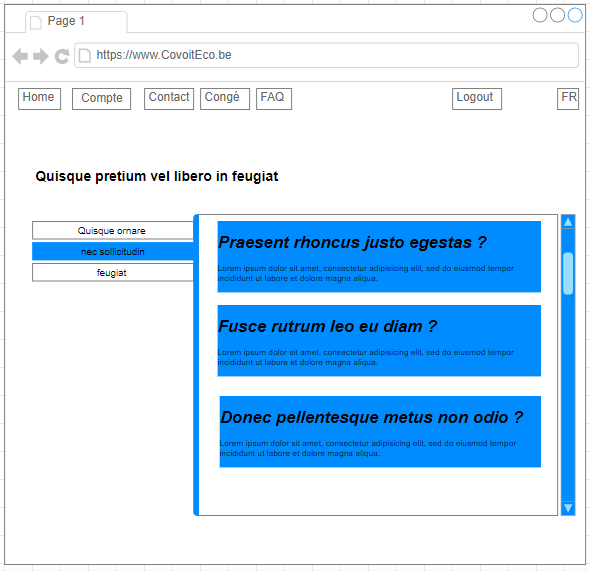 Page 1
https://www.CovoitEco.be
Home Compte Contact Congé FAQ Logout FR
Quisque pretium vel libero in feugiat
Quisque ornare
nec sollicitudin
feugiat
Praesent rhoncus justo egestas ?
Lorem ipsum dolor sit amet, consectetur adipisicing elit, sed do eiusmod tempor
incididunt ut labore et dolore magna aliqua.
Fusce rutrum leo eu diam ?
Lorem ipsum dolor sit amet, consectetur adipisicing elit, sed do eiusmod tempor
incididunt ut labore et dolore magna aliqua.
Donec pellentesque metus non odio ?
Lorem ipsum dolor sit amet, consectetur adipisicing elit, sed do eiusmod tempor
incididunt ut labore et dolore magna aliqua.